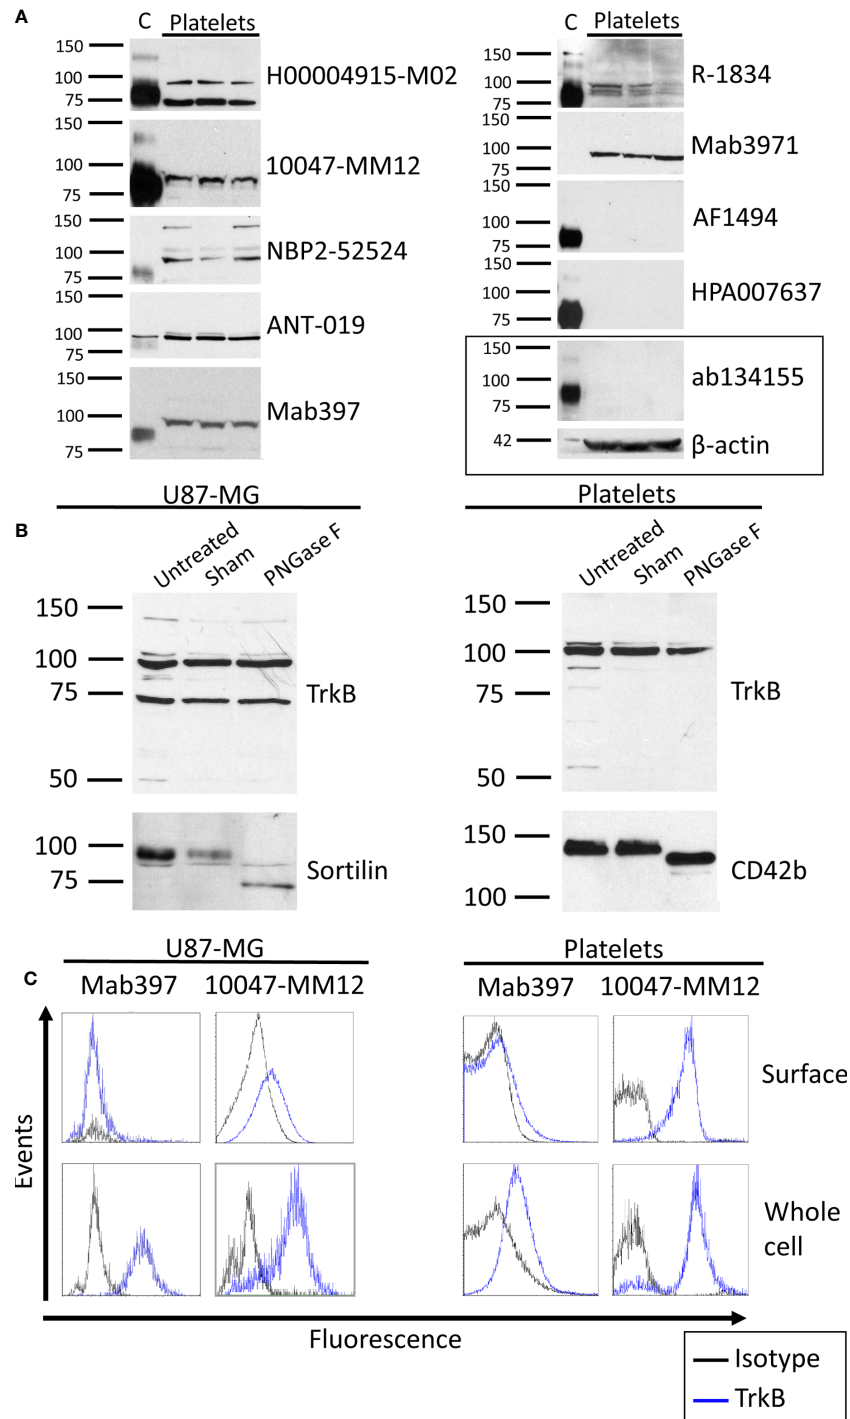 A
C Platelets
150
100
75
H00004915-M02
150
100
75
10047-MM12
150
100
75
NBP2-52524
150
100
75
ANT-019
150
100
75
Mab397
C Platelets
150
100
75
R-1834
150
100
75
Mab3971
150
100
75
AF1494
150
100
75
HPA007637
150
100
75
ab134155
42
β-actin
B
U87-MG
Untreated
Sham
PNGase F
150
100
75
50
TrkB
100
75
Sortilin
Platelets
Untreated
Sham
PNGase F
150
100
75
50
TrkB
150
100
CD42b
C
U87-MG
Mab397 10047-MM12
Platelets
Mab397 10047-MM12
Surface
Whole
cell
Events
Fluorescence
Isotype
TrkB